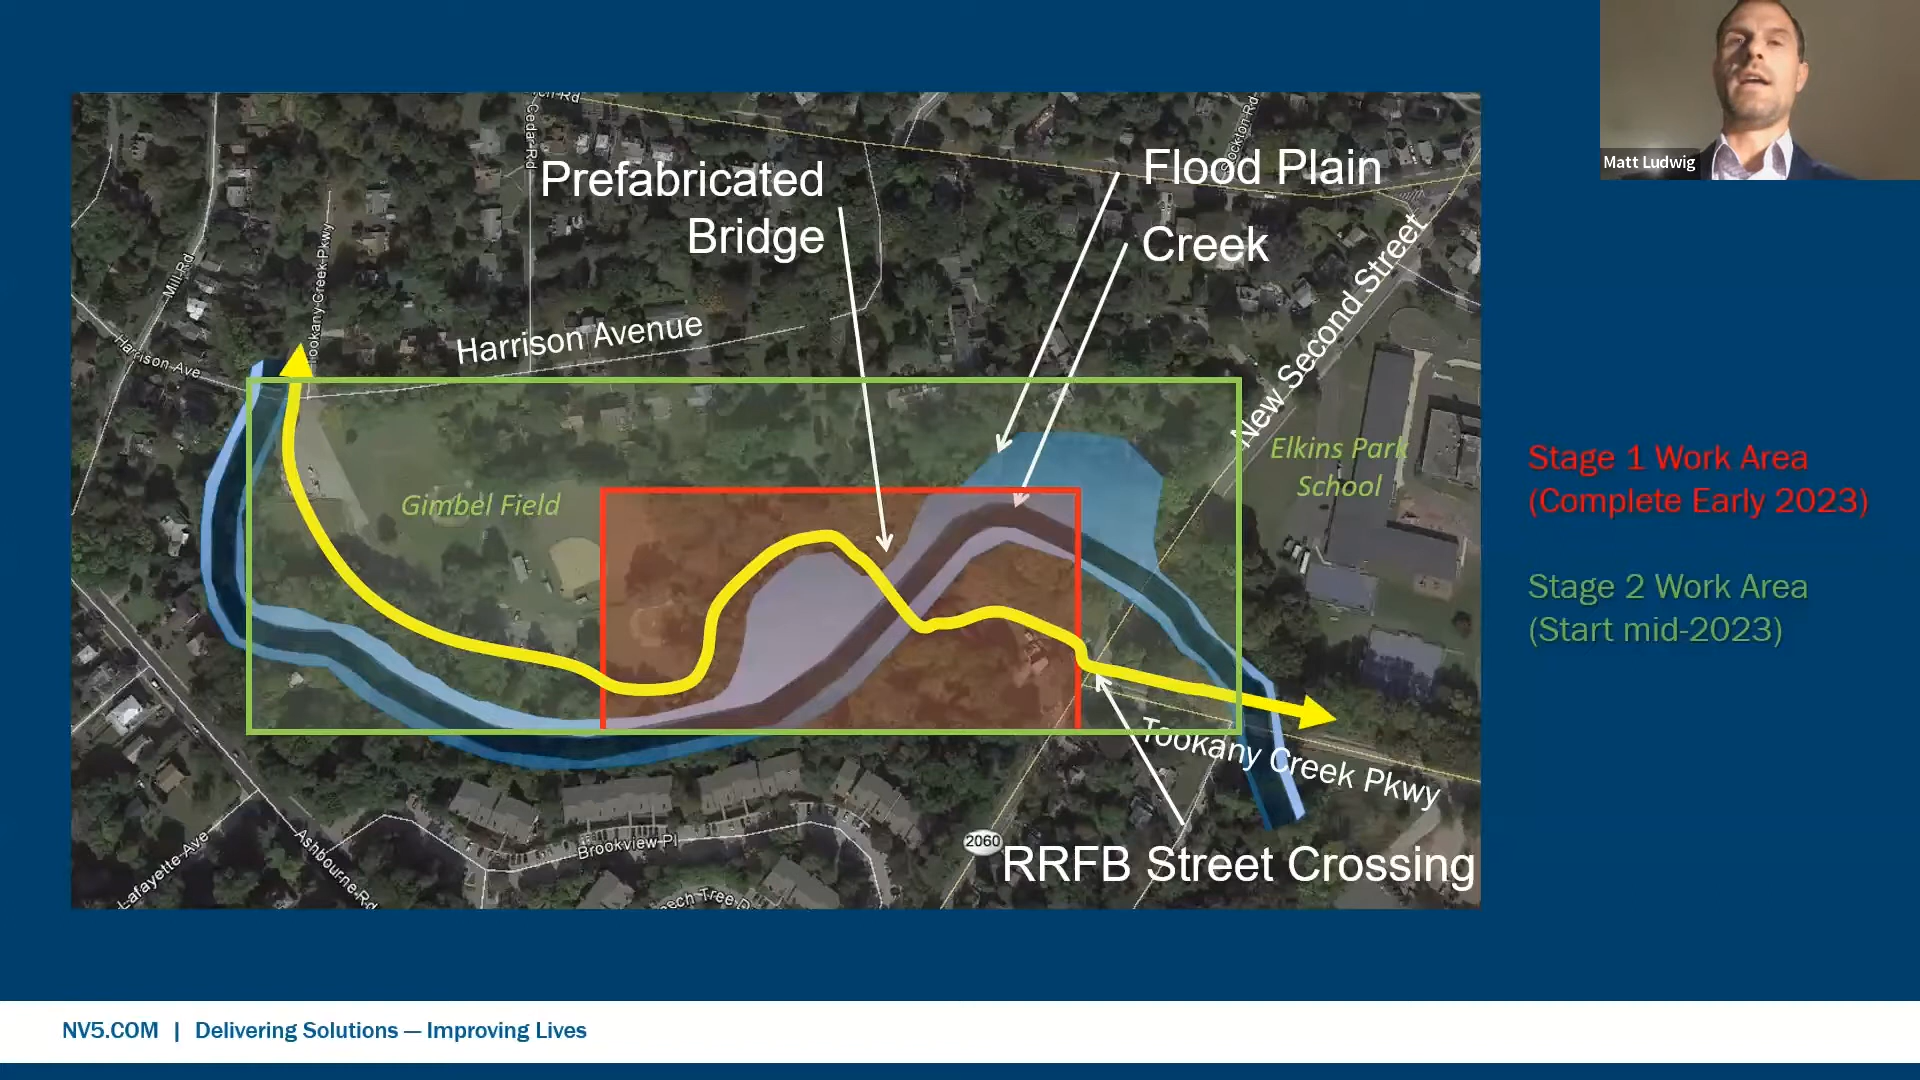 Matt Ludwig
Cedar Rd
Prefabricated
Bridge
Flood Plain
Creek
Mill Rd
Tookany Creek Pkwy
Harrison Avenue
Harrison Ave
New Second Street
Gimbel Field
Elkins Park
School
Stage 1 Work Area
(Complete Early 2023)
Stage 2 Work Area
(Start mid-2023)
Tookany Creek Pkwy
Lafayette Ave
Ashbourne Rd
Brookview Pl
2060
RRFB Street Crossing
NV5.COM | Delivering Solutions — Improving Lives